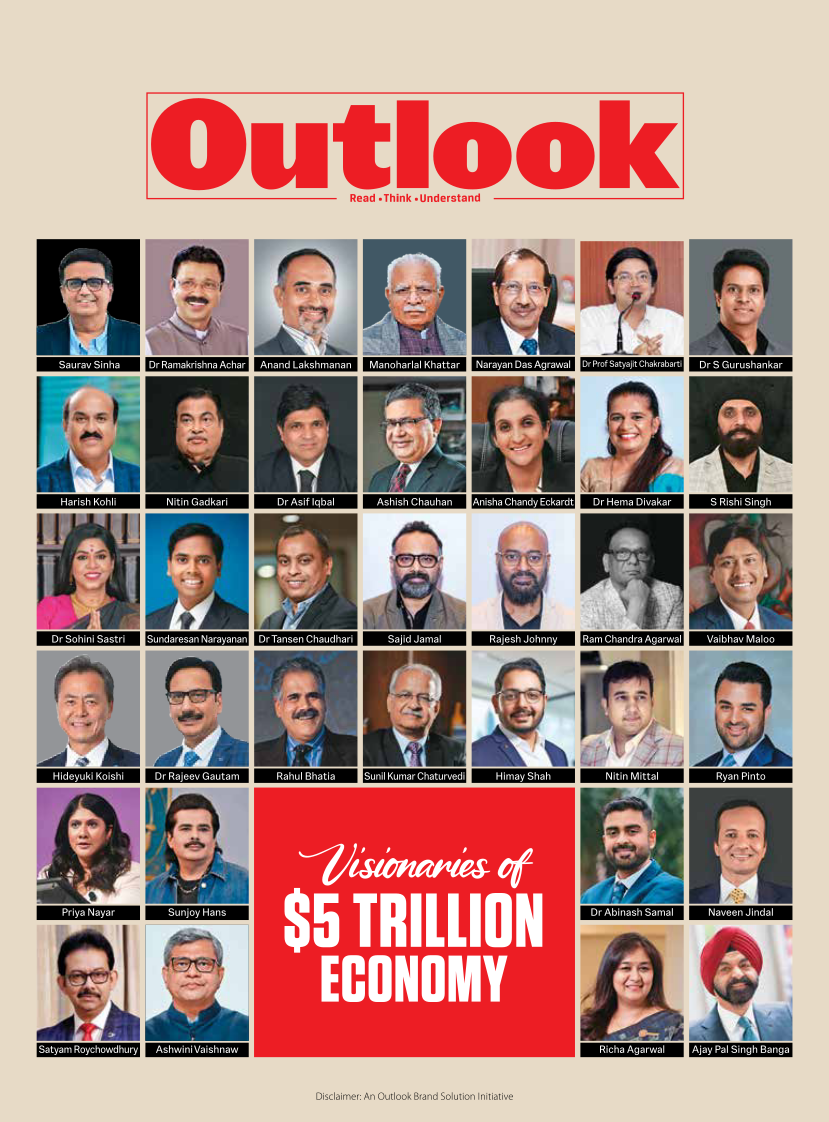 Outlook
Read • Think • Understand
Saurav Sinha
Dr Ramakrishna Achar
Anand Lakshmanan
Manoharlal Khattar
Narayan Das Agrawal
Dr Prof Satyajit Chakrabarti
Dr S Gurushankar
Harish Kohli
Nitin Gadkari
Dr Asif Iqbal
Ashish Chauhan
Anisha Chandy Eckardt
Dr Hema Divakar
S Rishi Singh
Dr Sohini Sastri
Sundaresan Narayanan
Dr Tansen Chaudhari
Sajid Jamal
Rajesh Johnny
Ram Chandra Agarwal
Vaibhav Maloo
Hideyuki Koishi
Dr Rajeev Gautam
Rahul Bhatia
Sunil Kumar Chaturvedi
Himay Shah
Nitin Mittal
Ryan Pinto
Priya Nayar
Sunjoy Hans
Visionaries of
$5 TRILLION
ECONOMY
Dr Abinash Samal
Naveen Jindal
Satyam Roychowdhury
Ashwini Vaishnaw
Richa Agarwal
Ajay Pal Singh Banga
Disclaimer: An Outlook Brand Solution Initiative